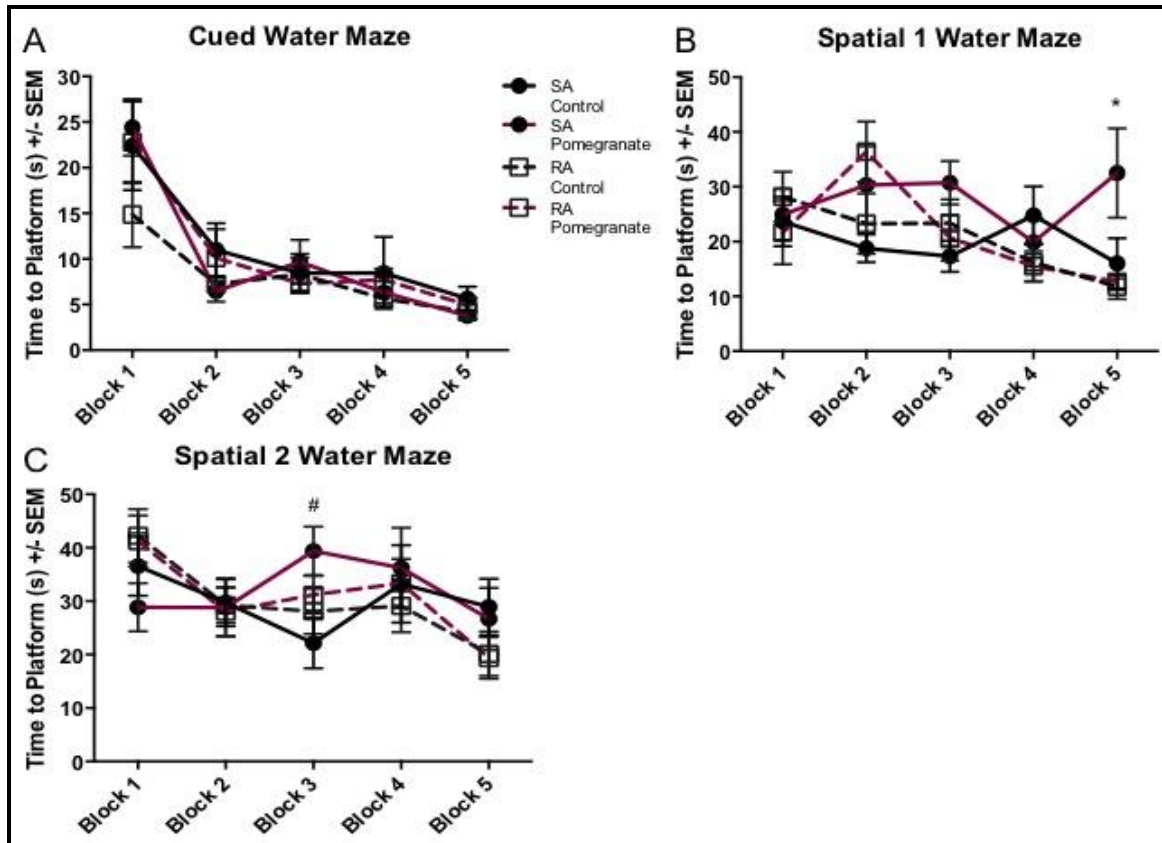 A
Cued Water Maze
Time to Platform (s) +/- SEM
30
25
20
15
10
5
0
Block 1
Block 2
Block 3
Block 4
Block 5
SA
Control
SA
Pomegranate
RA
Control
RA
Pomegranate
B
Spatial 1 Water Maze
Time to Platform (s) +/- SEM
50
40
30
20
10
0
*
Block 1
Block 2
Block 3
Block 4
Block 5
C
Spatial 2 Water Maze
Time to Platform (s) +/- SEM
50
40
30
20
10
0
#
Block 1
Block 2
Block 3
Block 4
Block 5